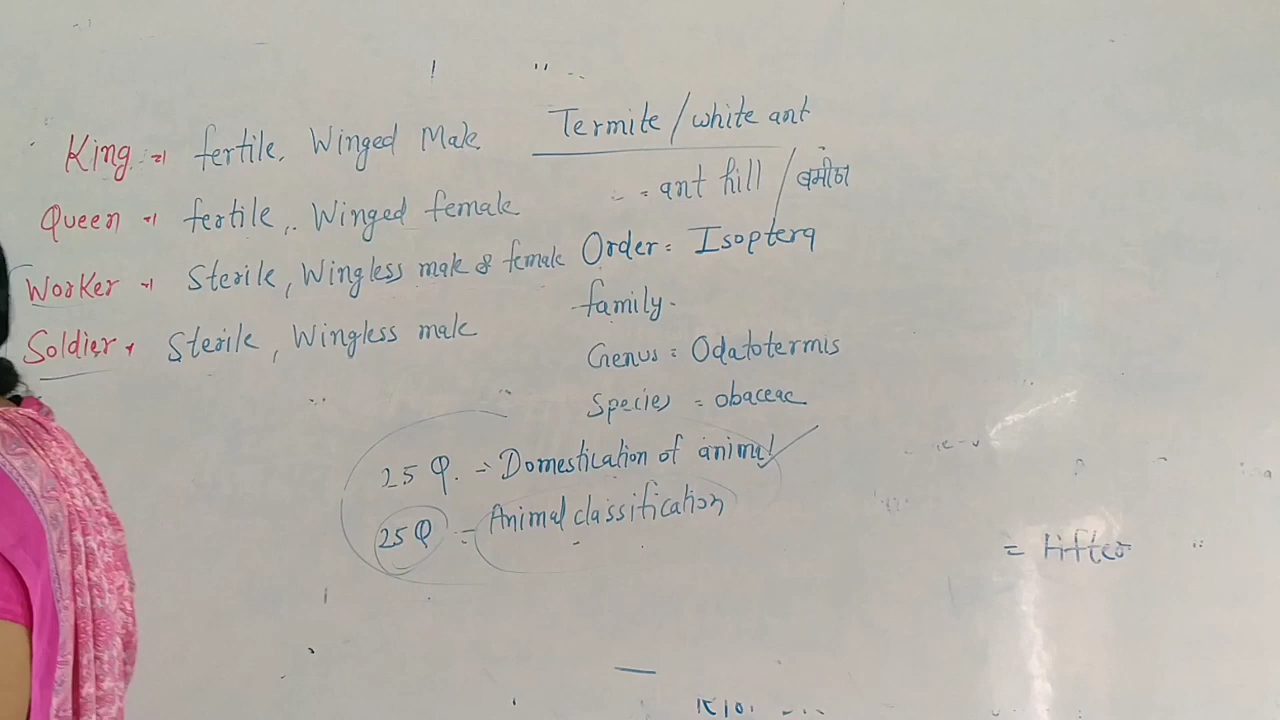 Termite / white ant
King = fertile, Winged Male
= ant hill / बमीठा
Queen = fertile, Winged female
Order = Isoptera
Worker = Sterile, Wingless male & female
family.
Soldier = Sterile, Wingless male
Genus = Odatotermis
Species = obaceae
25 Q. = Domestication of animal ✓
25 Q = Animal classification